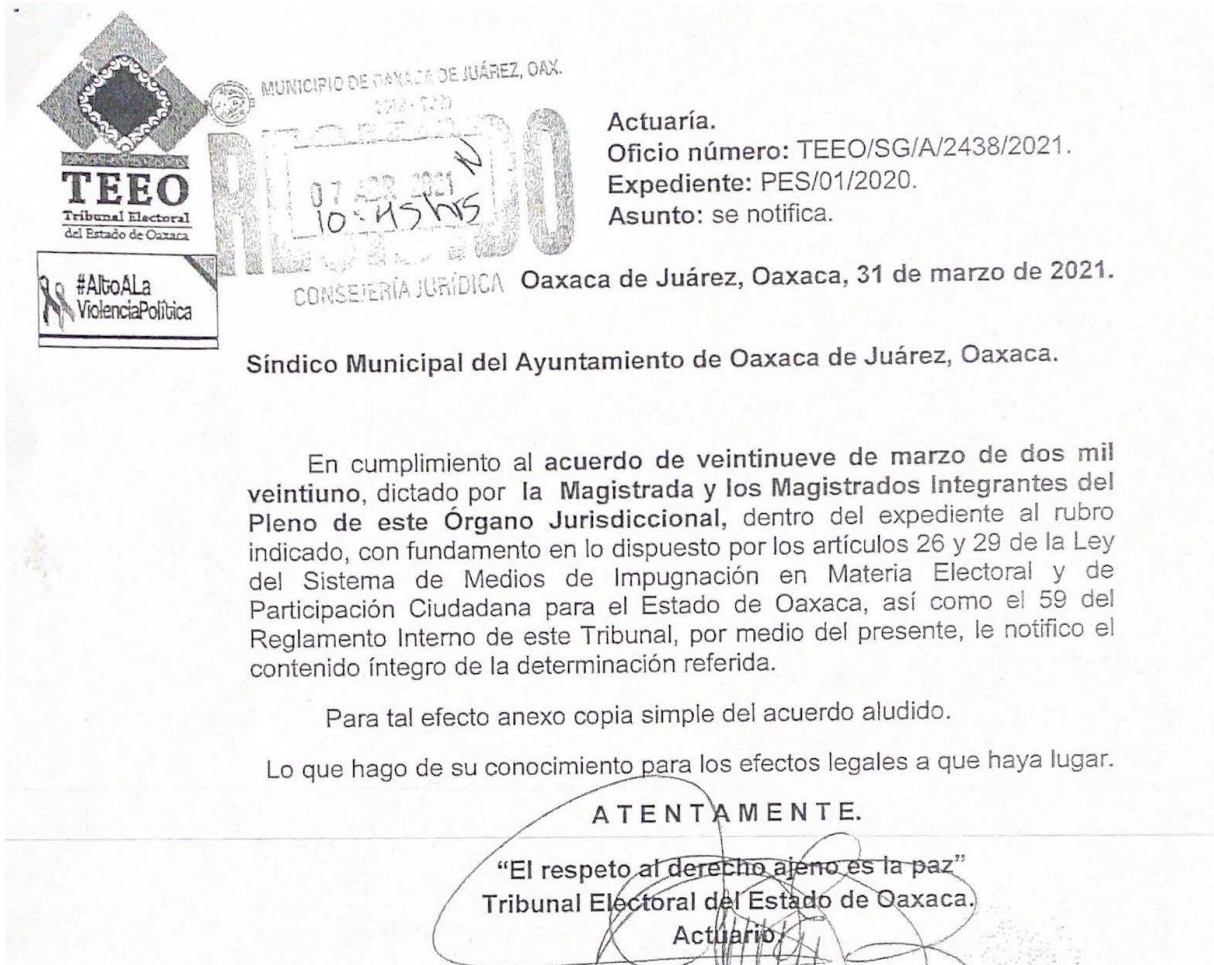 TEEO
Tribunal Electoral
del Estado de Oaxaca
#AltoALa
ViolenciaPolítica
MUNICIPIO DE OAXACA DE JUÁREZ, OAX.
RECIBIDO
07 ABR 2021
10:45hrs
CONSEJERÍA JURÍDICA
Actuaría.
Oficio número: TEEO/SG/A/2438/2021.
Expediente: PES/01/2020.
Asunto: se notifica.
Oaxaca de Juárez, Oaxaca, 31 de marzo de 2021.
Síndico Municipal del Ayuntamiento de Oaxaca de Juárez, Oaxaca.
En cumplimiento al acuerdo de veintinueve de marzo de dos mil
veintiuno, dictado por la Magistrada y los Magistrados Integrantes del
Pleno de este Órgano Jurisdiccional, dentro del expediente al rubro
indicado, con fundamento en lo dispuesto por los artículos 26 y 29 de la Ley
del Sistema de Medios de Impugnación en Materia Electoral y de
Participación Ciudadana para el Estado de Oaxaca, así como el 59 del
Reglamento Interno de este Tribunal, por medio del presente, le notifico el
contenido íntegro de la determinación referida.
Para tal efecto anexo copia simple del acuerdo aludido.
Lo que hago de su conocimiento para los efectos legales a que haya lugar.
ATENTAMENTE.
“El respeto al derecho ajeno es la paz”
Tribunal Electoral del Estado de Oaxaca.
Actuario.